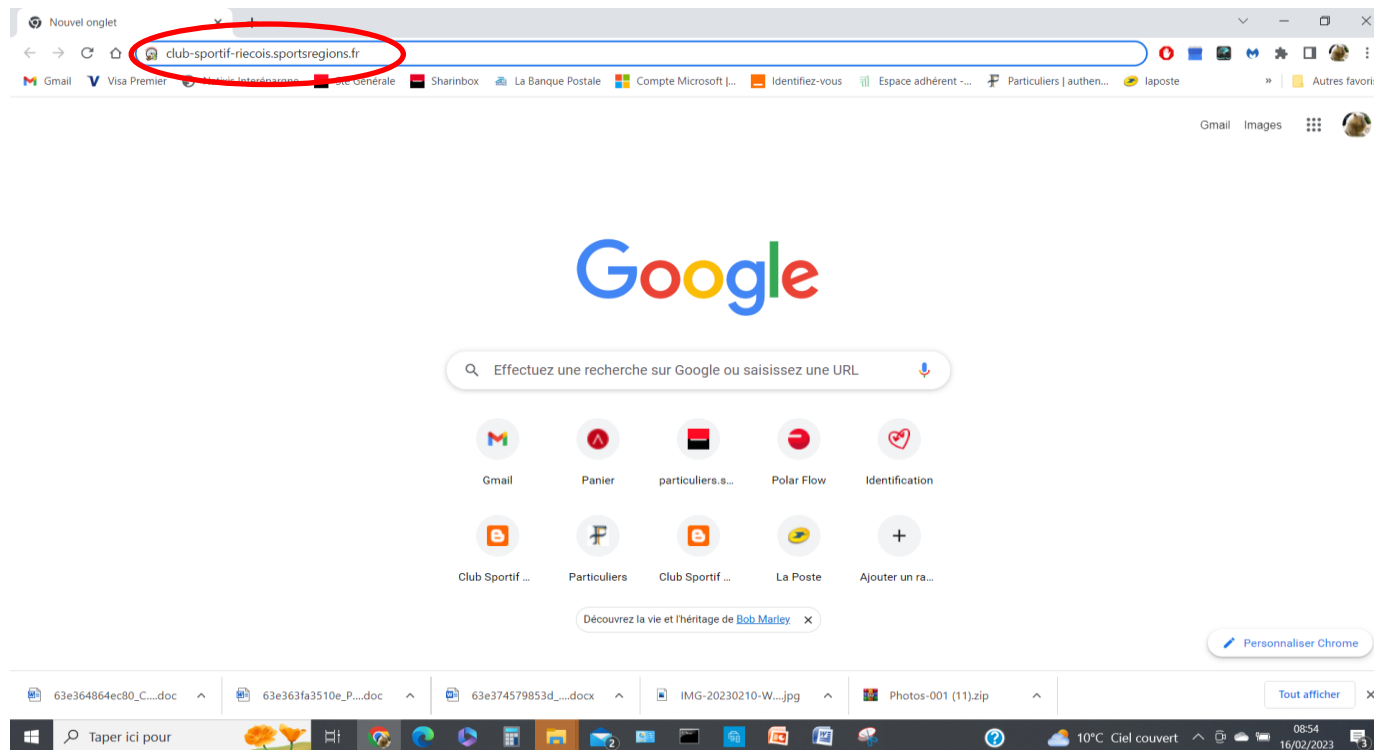 Nouvel onglet
club-sportif-riecois.sportsregions.fr
Gmail Visa Premier Natixis Interépargne Sté Générale Sharinbox La Banque Postale Compte Microsoft |... Identifiez-vous Espace adhérent -... Particuliers | authen... laposte » Autres favoris
Gmail Images
Google
Effectuez une recherche sur Google ou saisissez une URL
Gmail Panier particuliers.s... Polar Flow Identification
Club Sportif ... Particuliers Club Sportif ... La Poste Ajouter un ra...
Découvrez la vie et l'héritage de Bob Marley
Personnaliser Chrome
63e364864ec80_C....doc 63e363fa3510e_P....doc 63e374579853d_....docx IMG-20230210-W....jpg Photos-001 (11).zip Tout afficher
Taper ici pour 2 10°C Ciel couvert 08:54
16/02/2023 3